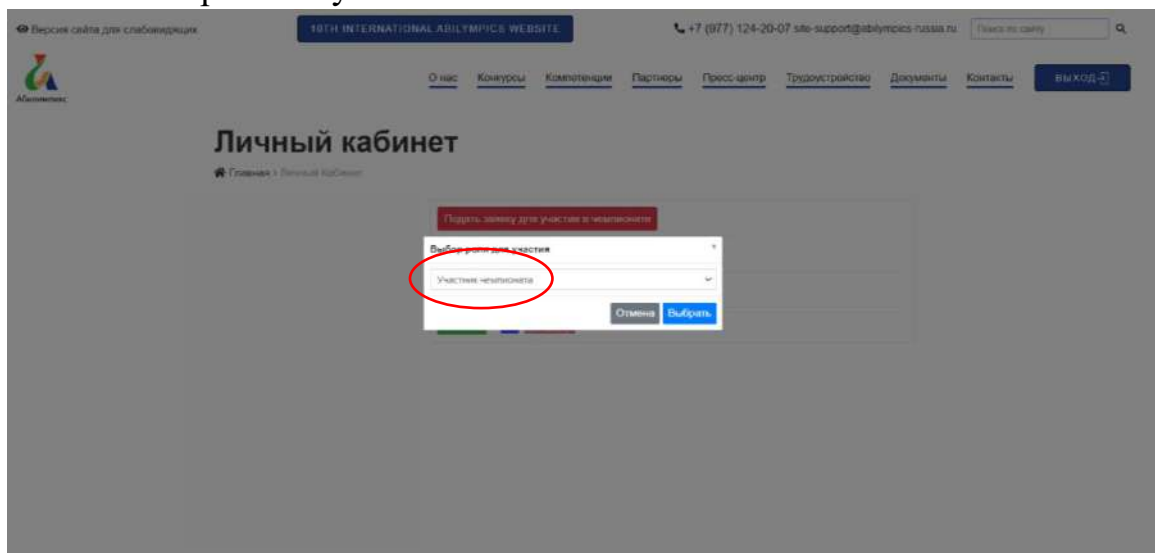 Версия сайта для слабовидящих
10TH INTERNATIONAL ABILYMPICS WEBSITE
+7 (977) 124-20-07 site-support@abilympics-russia.ru
Поиск по сайту
Абилимпикс
О нас Конкурсы Компетенции Партнеры Пресс-центр Трудоустройство Документы Контакты
ВЫХОД
Личный кабинет
Главная › Личный Кабинет
Подать заявку для участия в чемпионате
Выбор роли для участия
Участник чемпионата
Отмена Выбрать